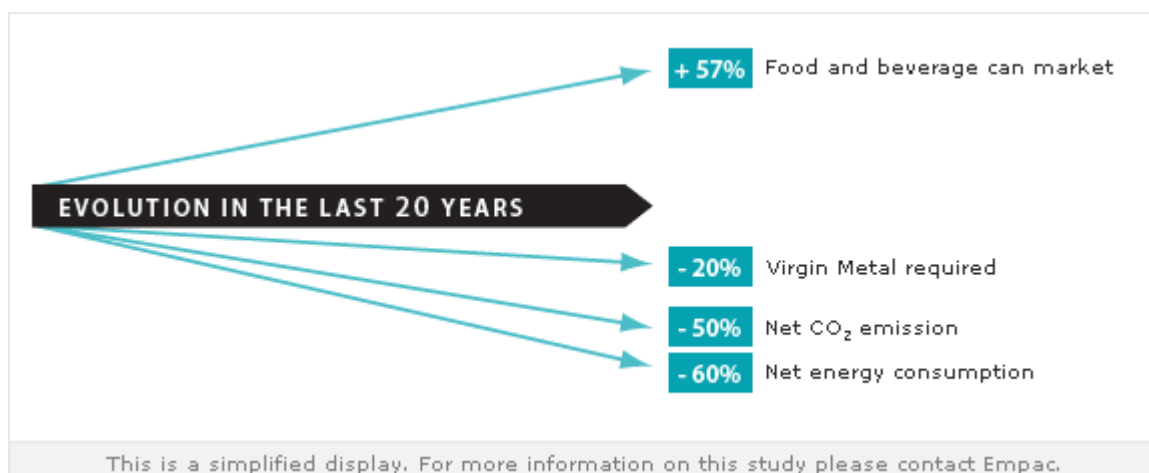 + 57% Food and beverage can market
EVOLUTION IN THE LAST 20 YEARS
- 20% Virgin Metal required
- 50% Net CO₂ emission
- 60% Net energy consumption
This is a simplified display. For more information on this study please contact Empac.